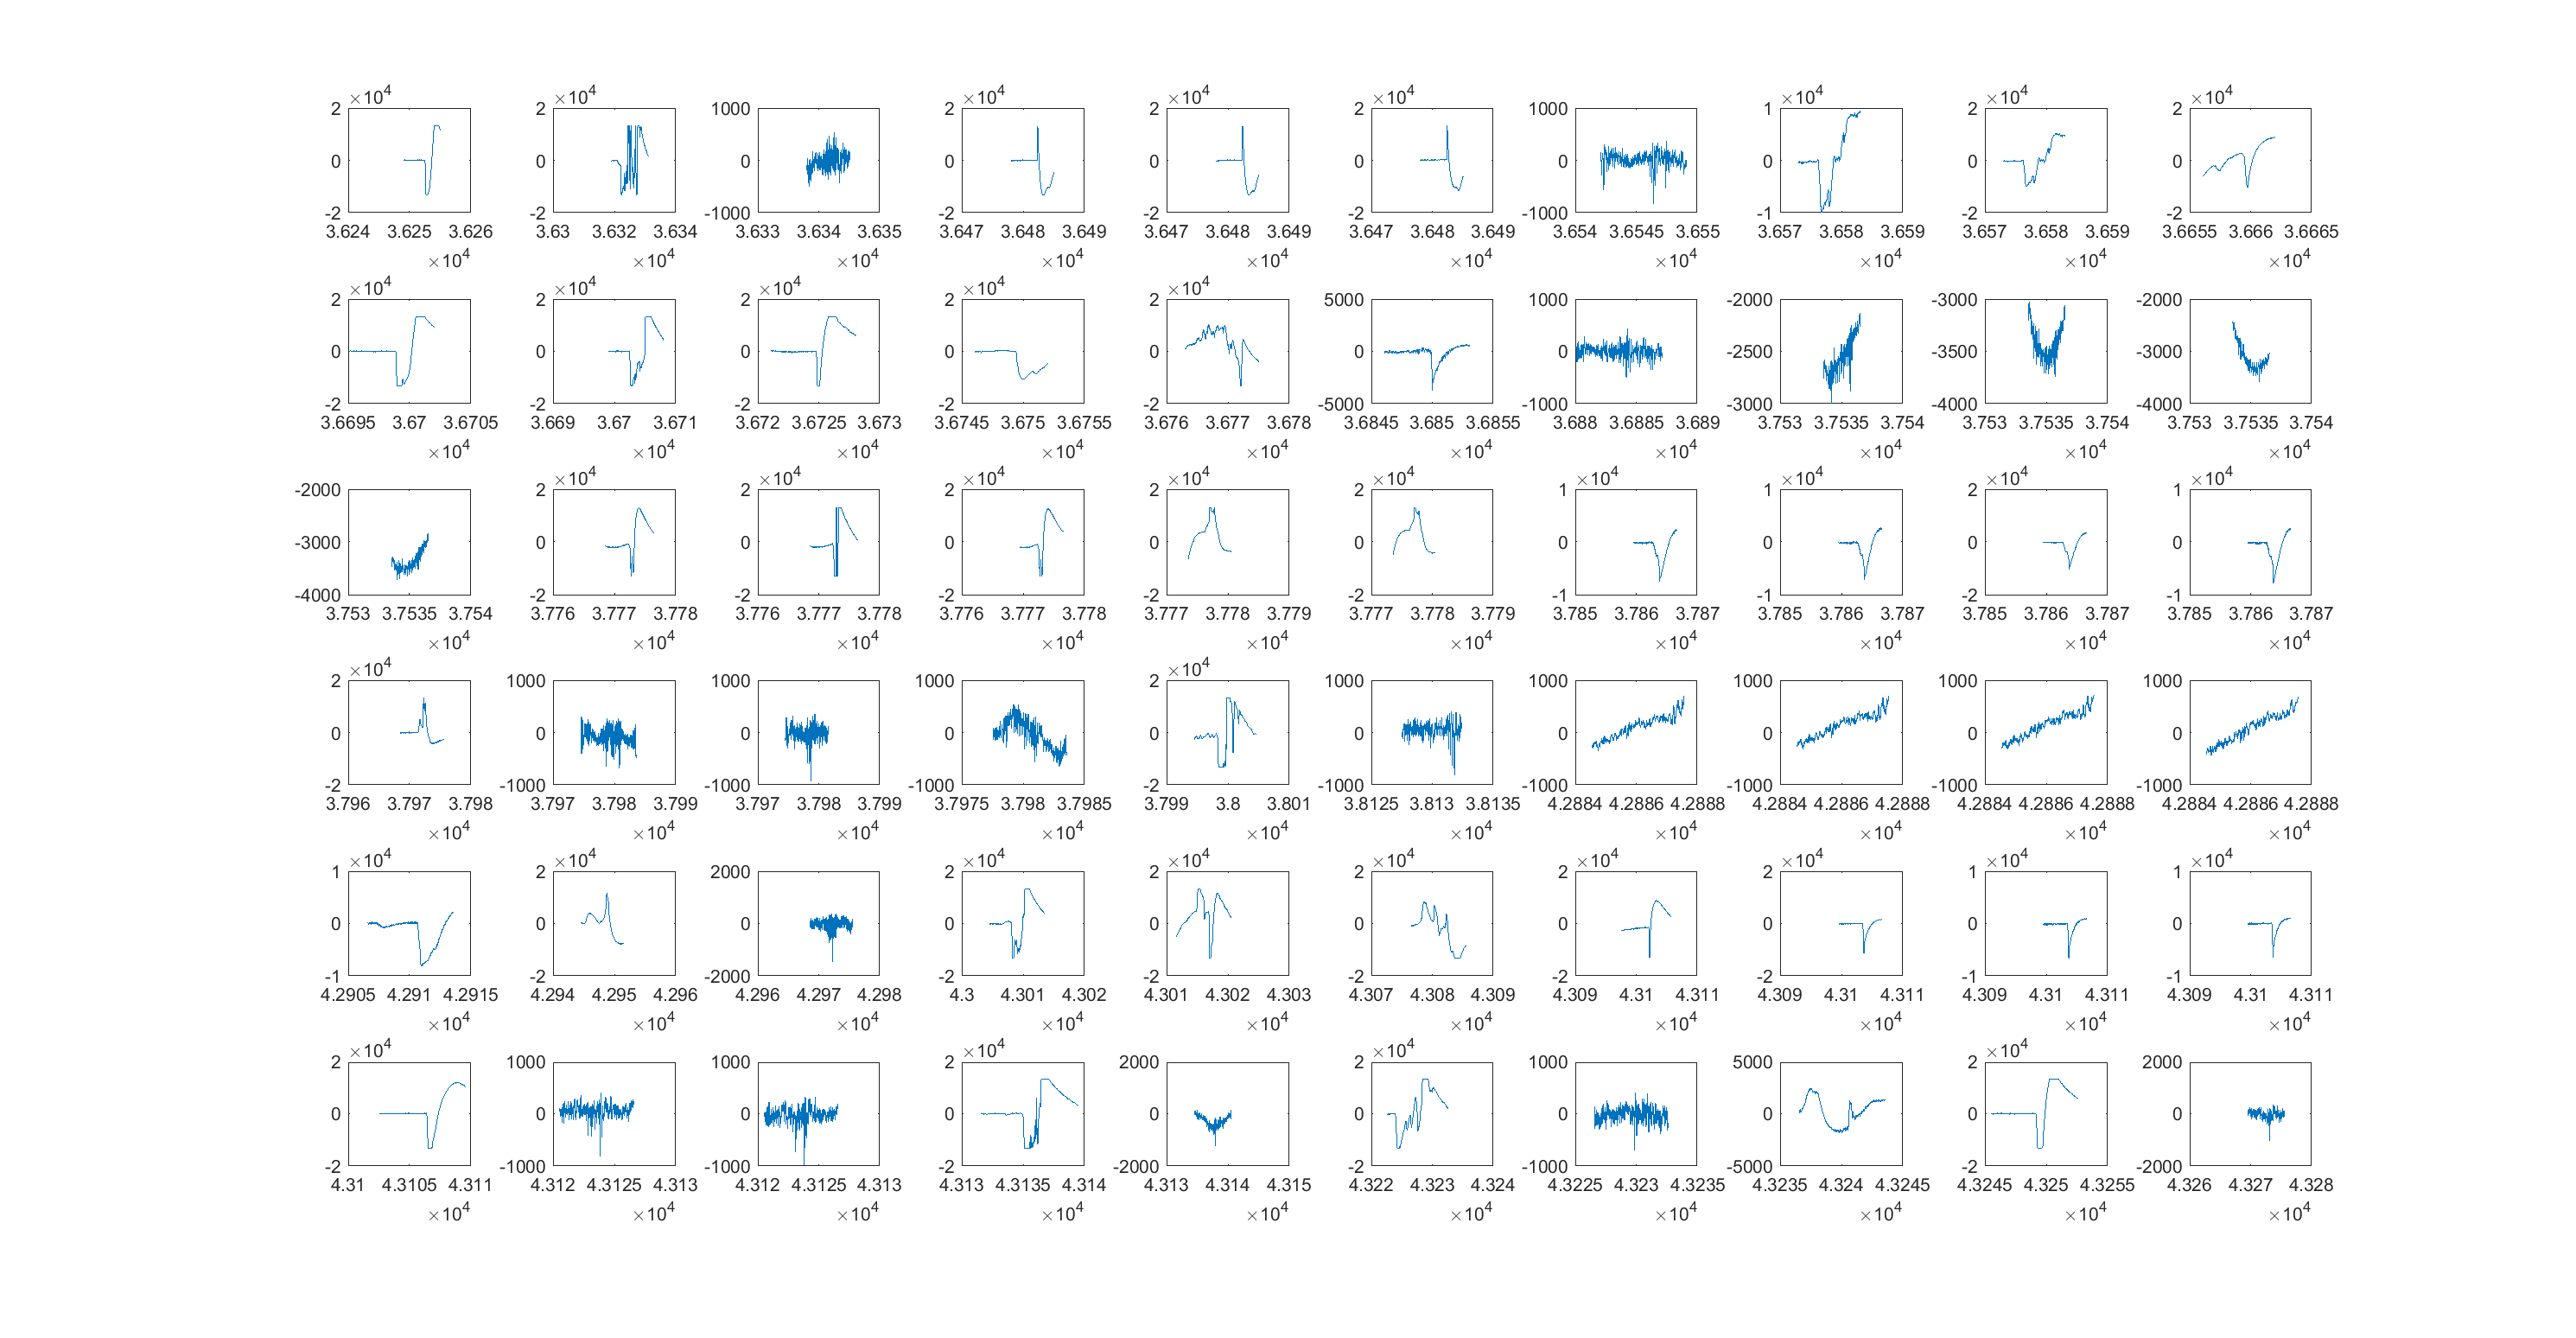 ×10⁴ ×10⁴ ×10⁴ ×10⁴ ×10⁴ ×10⁴ ×10⁴ ×10⁴
2 2 1000 2 2 2 1000 1 2 2
0 0 0 0 0 0 0 0 0 0
-2 -2 -1000 -2 -2 -2 -1000 -1 -2 -2
3.624 3.625 3.626 3.63 3.632 3.634 3.633 3.634 3.635 3.647 3.648 3.649 3.647 3.648 3.649 3.647 3.648 3.649 3.654 3.6545 3.655 3.657 3.658 3.659 3.657 3.658 3.659 3.6655 3.666 3.6665
×10⁴ ×10⁴ ×10⁴ ×10⁴ ×10⁴ ×10⁴ ×10⁴ ×10⁴ ×10⁴ ×10⁴
×10⁴ ×10⁴ ×10⁴ ×10⁴ ×10⁴
2 2 2 2 2 5000 1000 -2000 -3000 -2000
0 0 0 0 0 0 0 -2500 -3500 -3000
-2 -2 -2 -2 -2 -5000 -1000 -3000 -4000 -4000
3.6695 3.67 3.6705 3.669 3.67 3.671 3.672 3.6725 3.673 3.6745 3.675 3.6755 3.676 3.677 3.678 3.6845 3.685 3.6855 3.688 3.6885 3.689 3.753 3.7535 3.754 3.753 3.7535 3.754 3.753 3.7535 3.754
×10⁴ ×10⁴ ×10⁴ ×10⁴ ×10⁴ ×10⁴ ×10⁴ ×10⁴ ×10⁴ ×10⁴
×10⁴ ×10⁴ ×10⁴ ×10⁴ ×10⁴ ×10⁴ ×10⁴ ×10⁴ ×10⁴
-2000 2 2 2 2 2 1 1 2 1
-3000 0 0 0 0 0 0 0 0 0
-4000 -2 -2 -2 -2 -2 -1 -1 -2 -1
3.753 3.7535 3.754 3.776 3.777 3.778 3.776 3.777 3.778 3.776 3.777 3.778 3.777 3.778 3.779 3.777 3.778 3.779 3.785 3.786 3.787 3.785 3.786 3.787 3.785 3.786 3.787 3.785 3.786 3.787
×10⁴ ×10⁴ ×10⁴ ×10⁴ ×10⁴ ×10⁴ ×10⁴ ×10⁴ ×10⁴ ×10⁴
×10⁴ ×10⁴
2 1000 1000 1000 2 1000 1000 1000 1000 1000
0 0 0 0 0 0 0 0 0 0
-2 -1000 -1000 -1000 -2 -1000 -1000 -1000 -1000 -1000
3.796 3.797 3.798 3.797 3.798 3.799 3.797 3.798 3.799 3.7975 3.798 3.7985 3.799 3.8 3.801 3.8125 3.813 3.8135 4.2884 4.2886 4.2888 4.2884 4.2886 4.2888 4.2884 4.2886 4.2888 4.2884 4.2886 4.2888
×10⁴ ×10⁴ ×10⁴ ×10⁴ ×10⁴ ×10⁴ ×10⁴ ×10⁴ ×10⁴ ×10⁴
×10⁴ ×10⁴ ×10⁴ ×10⁴ ×10⁴ ×10⁴ ×10⁴ ×10⁴ ×10⁴
1 2 2000 2 2 2 2 2 1 1
0 0 0 0 0 0 0 0 0 0
-1 -2 -2000 -2 -2 -2 -2 -2 -1 -1
4.2905 4.291 4.2915 4.294 4.295 4.296 4.296 4.297 4.298 4.3 4.301 4.302 4.301 4.302 4.303 4.307 4.308 4.309 4.309 4.31 4.311 4.309 4.31 4.311 4.309 4.31 4.311 4.309 4.31 4.311
×10⁴ ×10⁴ ×10⁴ ×10⁴ ×10⁴ ×10⁴ ×10⁴ ×10⁴ ×10⁴ ×10⁴
×10⁴ ×10⁴ ×10⁴ ×10⁴
2 1000 1000 2 2000 2 1000 5000 2 2000
0 0 0 0 0 0 0 0 0 0
-2 -1000 -1000 -2 -2000 -2 -1000 -5000 -2 -2000
4.31 4.3105 4.311 4.312 4.3125 4.313 4.312 4.3125 4.313 4.313 4.3135 4.314 4.313 4.314 4.315 4.322 4.323 4.324 4.3225 4.323 4.3235 4.3235 4.324 4.3245 4.3245 4.325 4.3255 4.326 4.327 4.328
×10⁴ ×10⁴ ×10⁴ ×10⁴ ×10⁴ ×10⁴ ×10⁴ ×10⁴ ×10⁴ ×10⁴